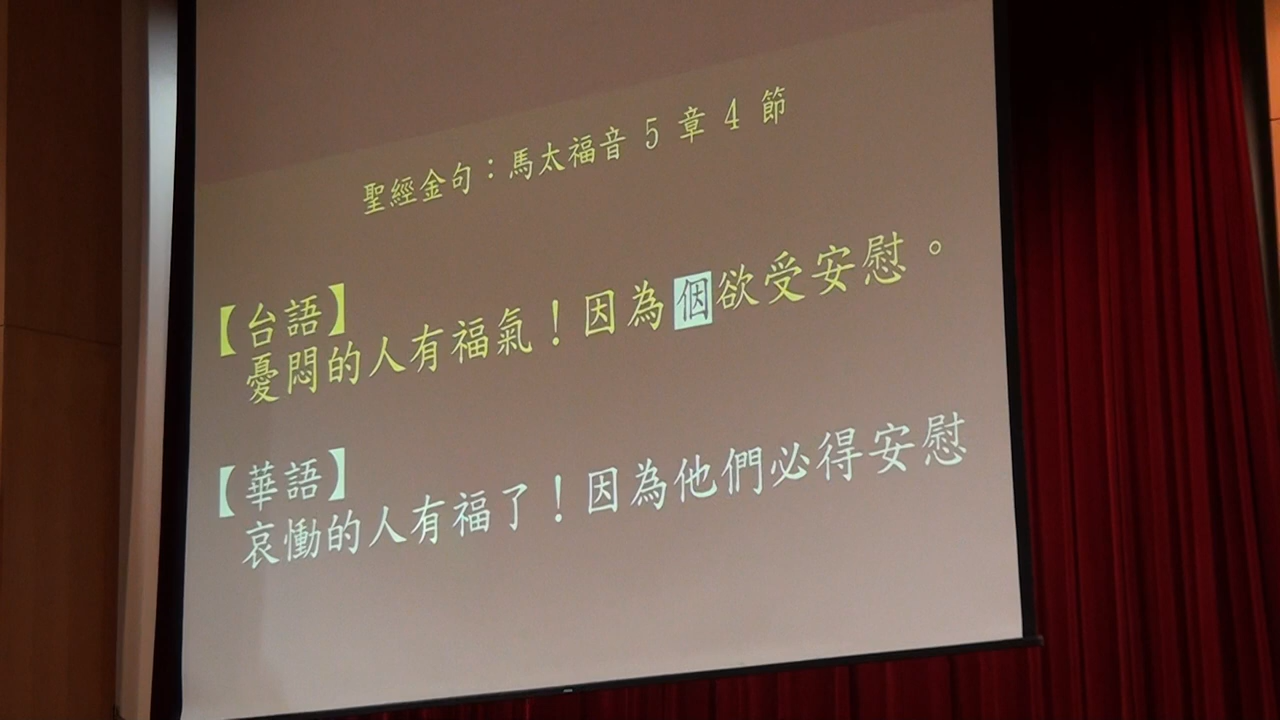 聖經金句：馬太福音 5 章 4 節
【台語】
憂悶的人有福氣！因為𪜶欲受安慰。
【華語】
哀慟的人有福了！因為他們必得安慰